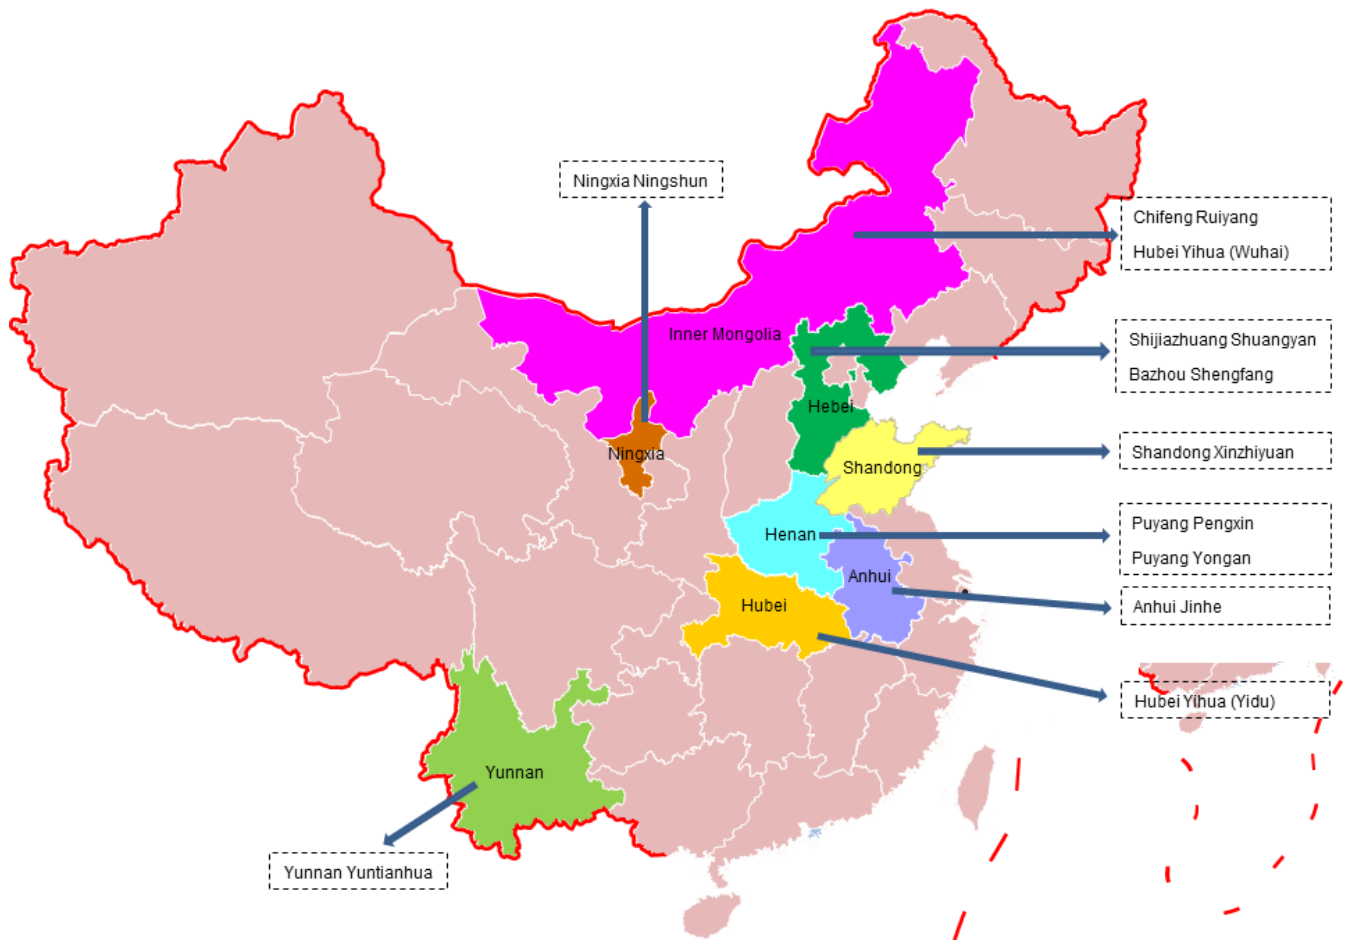 Ningxia Ningshun
Chifeng Ruiyang
Hubei Yihua (Wuhai)
Inner Mongolia
Shijiazhuang Shuangyan
Bazhou Shengfang
Hebei
Ningxia
Shandong
Shandong Xinzhiyuan
Henan
Puyang Pengxin
Puyang Yongan
Anhui
Anhui Jinhe
Hubei
Hubei Yihua (Yidu)
Yunnan
Yunnan Yuntianhua